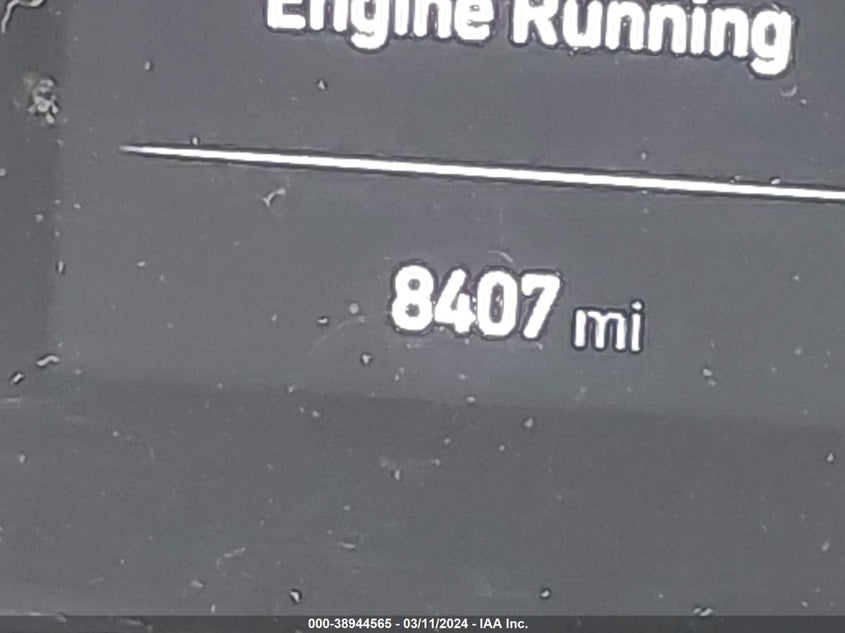 Engine Running
8407 mi
000-38944565 - 03/11/2024 - IAA Inc.